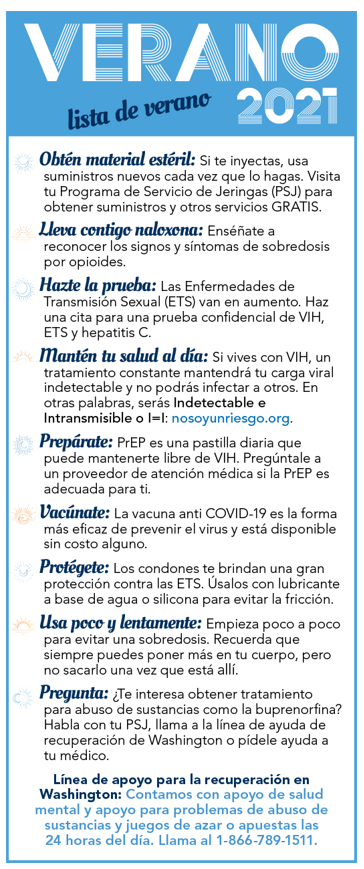 VERANO
lista de verano 2021
Obtén material estéril: Si te inyectas, usa
suministros nuevos cada vez que lo hagas. Visita
tu Programa de Servicio de Jeringas (PSJ) para
obtener suministros y otros servicios GRATIS.
Lleva contigo naloxona: Enséñate a
reconocer los signos y síntomas de sobredosis
por opioides.
Hazte la prueba: Las Enfermedades de
Transmisión Sexual (ETS) van en aumento. Haz
una cita para una prueba confidencial de VIH,
ETS y hepatitis C.
Mantén tu salud al día: Si vives con VIH, un
tratamiento constante mantendrá tu carga viral
indetectable y no podrás infectar a otros. En
otras palabras, serás Indetectable e
Intransmisible o I=I: nosoyunriesgo.org.
Prepárate: PrEP es una pastilla diaria que
puede mantenerte libre de VIH. Pregúntale a
un proveedor de atención médica si la PrEP es
adecuada para ti.
Vacúnate: La vacuna anti COVID-19 es la forma
más eficaz de prevenir el virus y está disponible
sin costo alguno.
Protégete: Los condones te brindan una gran
protección contra las ETS. Úsalos con lubricante
a base de agua o silicona para evitar la fricción.
Usa poco y lentamente: Empieza poco a poco
para evitar una sobredosis. Recuerda que
siempre puedes poner más en tu cuerpo, pero
no sacarlo una vez que está allí.
Pregunta: ¿Te interesa obtener tratamiento
para abuso de sustancias como la buprenorfina?
Habla con tu PSJ, llama a la línea de ayuda de
recuperación de Washington o pídele ayuda a
tu médico.
Línea de apoyo para la recuperación en
Washington: Contamos con apoyo de salud
mental y apoyo para problemas de abuso de
sustancias y juegos de azar o apuestas las
24 horas del día. Llama al 1-866-789-1511.